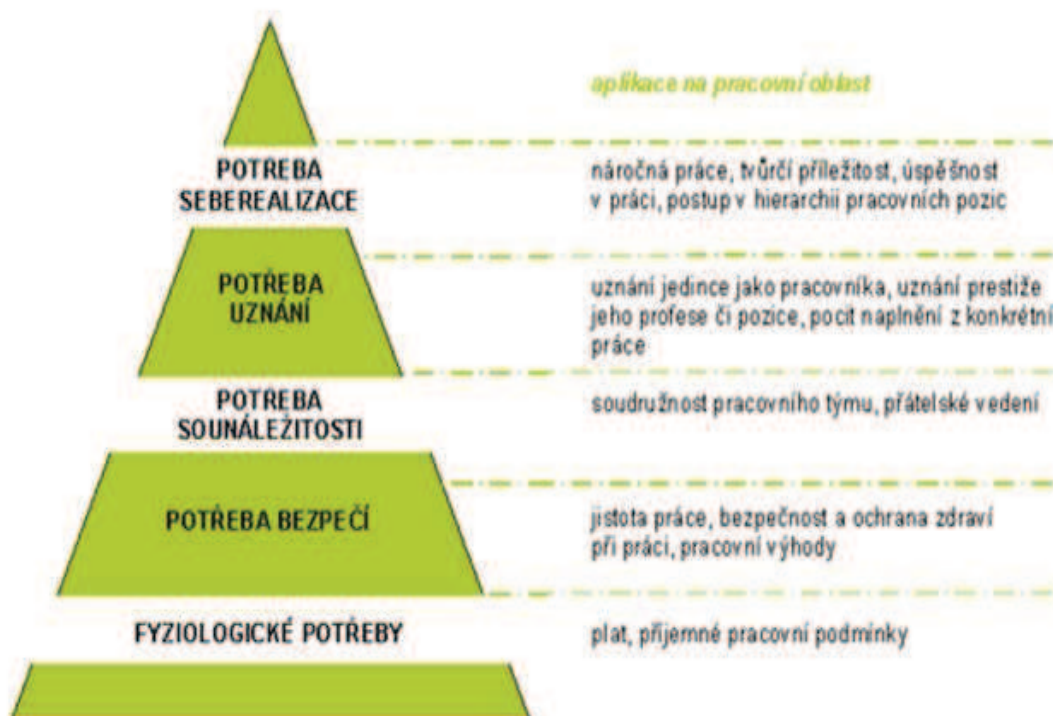 aplikace na pracovní oblast
POTŘEBA
SEBEREALIZACE
náročná práce, tvůrčí příležitost, úspěšnost
v práci, postup v hierarchii pracovních pozic
POTŘEBA
UZNÁNÍ
uznání jedince jako pracovníka, uznání prestiže
jeho profese či pozice, pocit naplnění z konkrétní
práce
POTŘEBA
SOUNÁLEŽITOSTI
soudružnost pracovního týmu, přátelské vedení
POTŘEBA BEZPEČÍ
jistota práce, bezpečnost a ochrana zdraví
při práci, pracovní výhody
FYZIOLOGICKÉ POTŘEBY
plat, příjemné pracovní podmínky